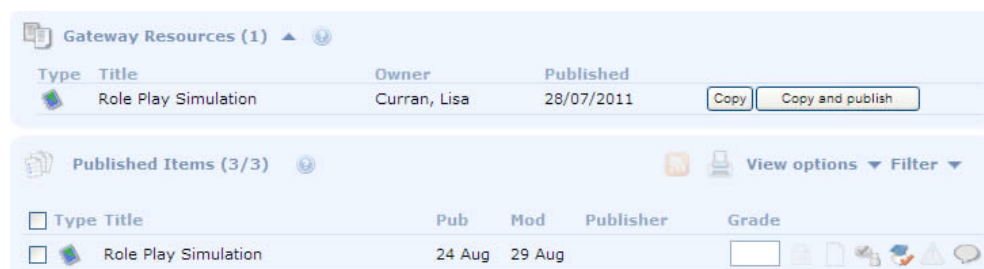 Gateway Resources (1)
Type Title Owner Published
Role Play Simulation Curran, Lisa 28/07/2011 Copy Copy and publish
Published Items (3/3) View options Filter
Type Title Pub Mod Publisher Grade
Role Play Simulation 24 Aug 29 Aug